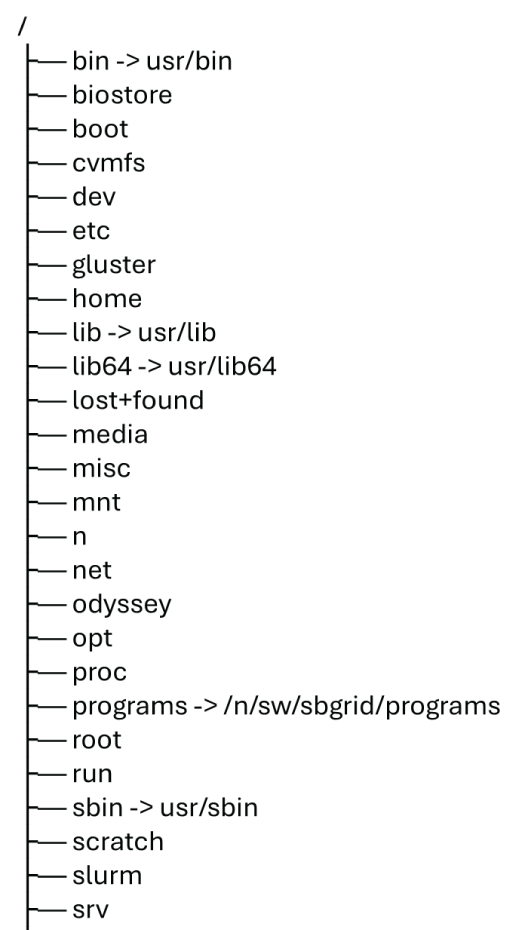 /
bin -> usr/bin
biostore
boot
cvmfs
dev
etc
gluster
home
lib -> usr/lib
lib64 -> usr/lib64
lost+found
media
misc
mnt
n
net
odyssey
opt
proc
programs -> /n/sw/sbgrid/programs
root
run
sbin -> usr/sbin
scratch
slurm
srv